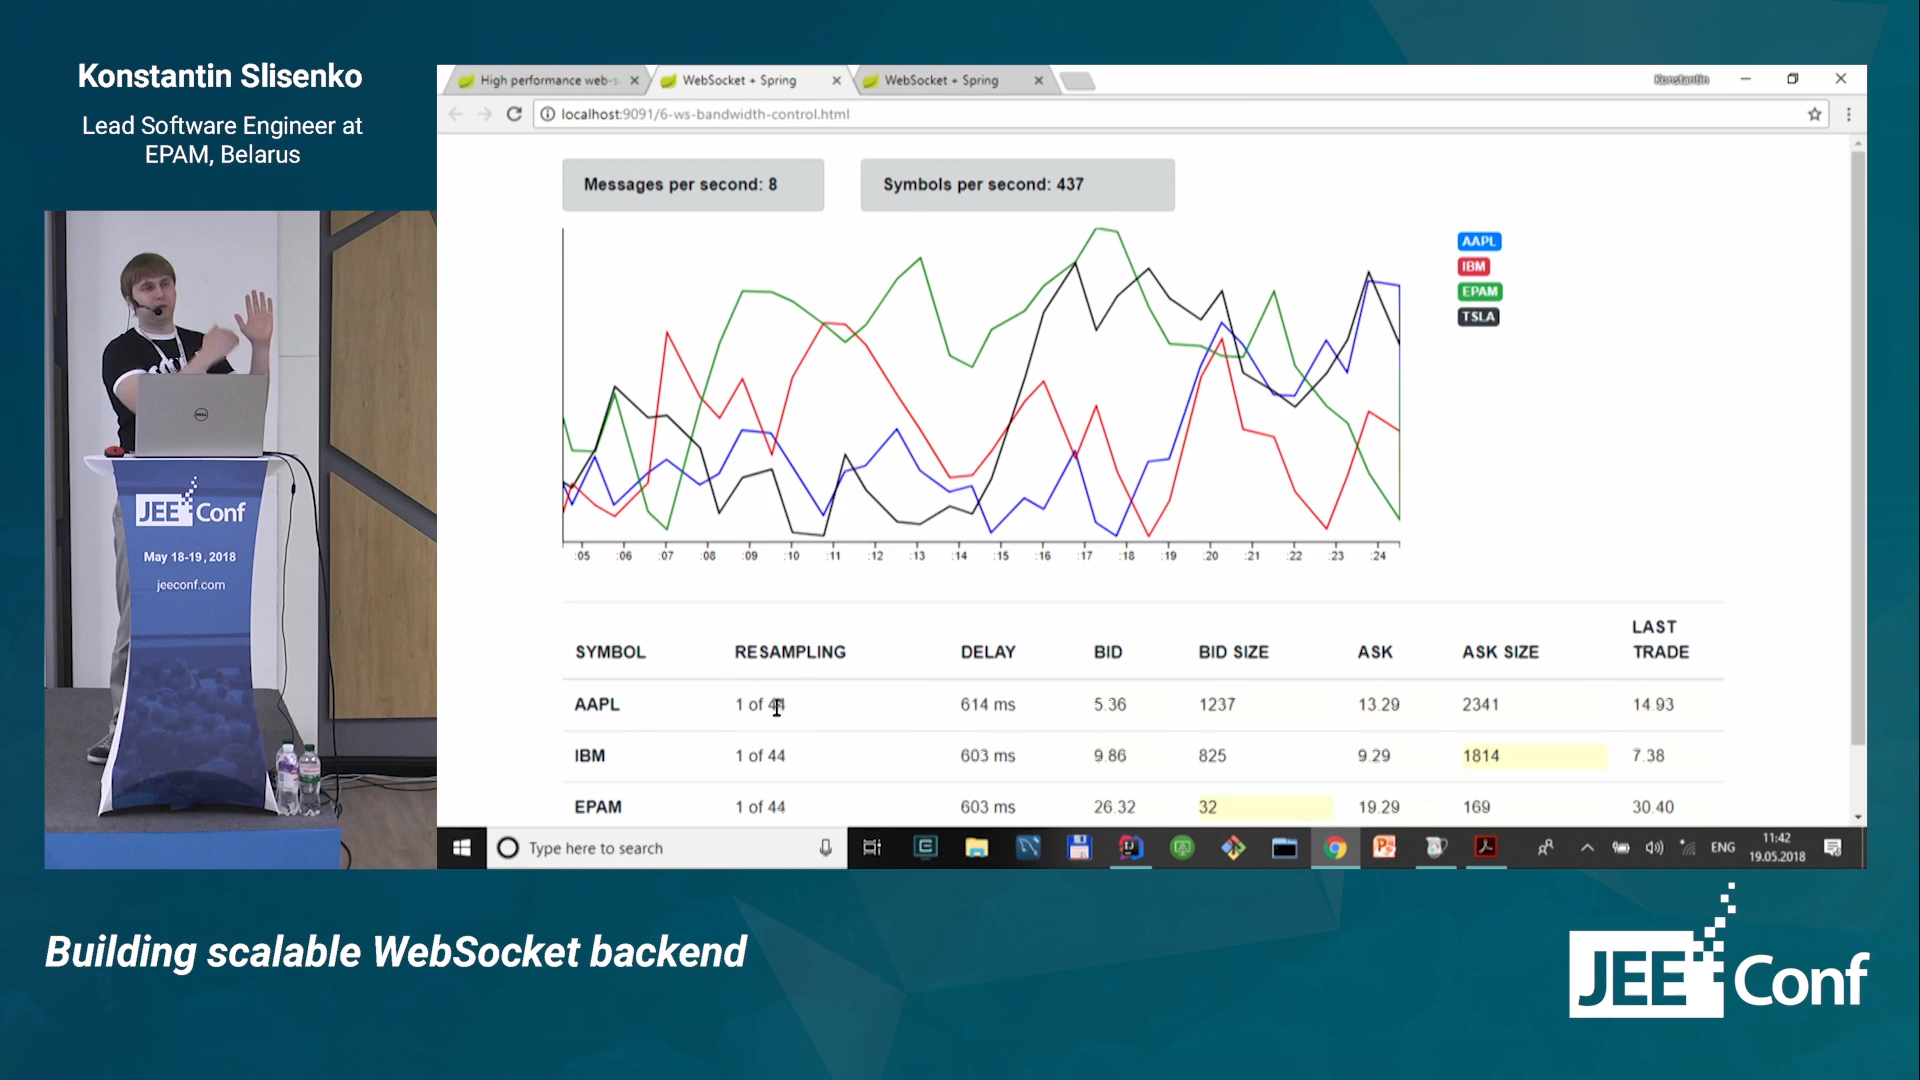 Konstantin Slisenko
Lead Software Engineer at
EPAM, Belarus
High performance web-s
WebSocket + Spring
WebSocket + Spring
Konstantin
localhost:9091/6-ws-bandwidth-control.html
Messages per second: 8
Symbols per second: 437
AAPL
IBM
EPAM
TSLA
:05 :06 :07 :08 :09 :10 :11 :12 :13 :14 :15 :16 :17 :18 :19 :20 :21 :22 :23 :24
SYMBOL RESAMPLING DELAY BID BID SIZE ASK ASK SIZE LAST TRADE
AAPL 1 of 44 614 ms 5.36 1237 13.29 2341 14.93
IBM 1 of 44 603 ms 9.86 825 9.29 1814 7.38
EPAM 1 of 44 603 ms 26.32 32 19.29 169 30.40
Type here to search
ENG
11:42
19.05.2018
DELL
JEE Conf
May 18-19, 2018
jeeconf.com
Building scalable WebSocket backend
JEE Conf